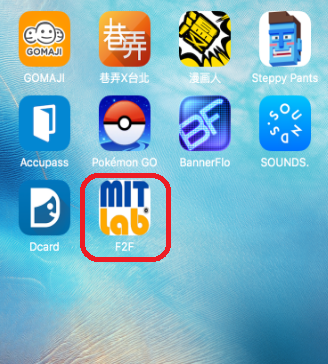 GOMAJI
巷弄
GOMAJI
巷弄X台北
漫畫人
Steppy Pants
BF
SOUNDS.
Accupass
Pokémon GO
BannerFlo
SOUNDS.
MIT
Lab
Dcard
F2F